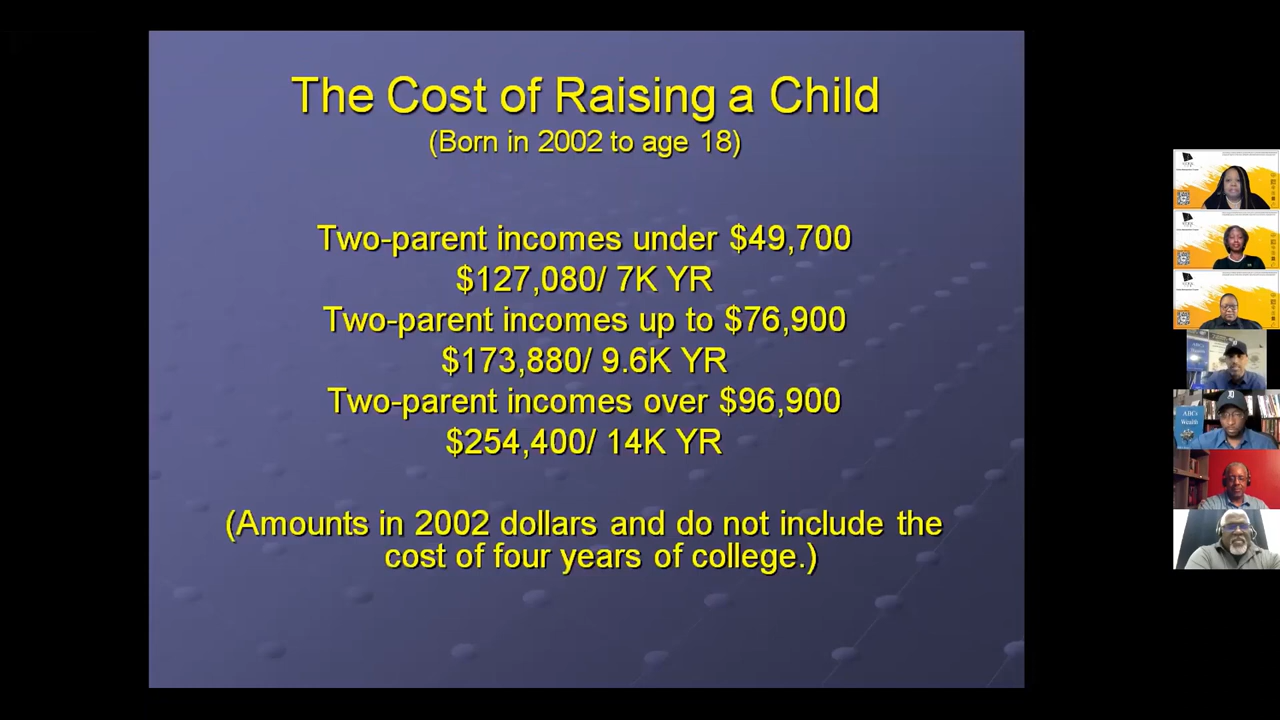 The Cost of Raising a Child
(Born in 2002 to age 18)
Two-parent incomes under $49,700
$127,080/ 7K YR
Two-parent incomes up to $76,900
$173,880/ 9.6K YR
Two-parent incomes over $96,900
$254,400/ 14K YR
(Amounts in 2002 dollars and do not include the
cost of four years of college.)
ABCs
Wealth